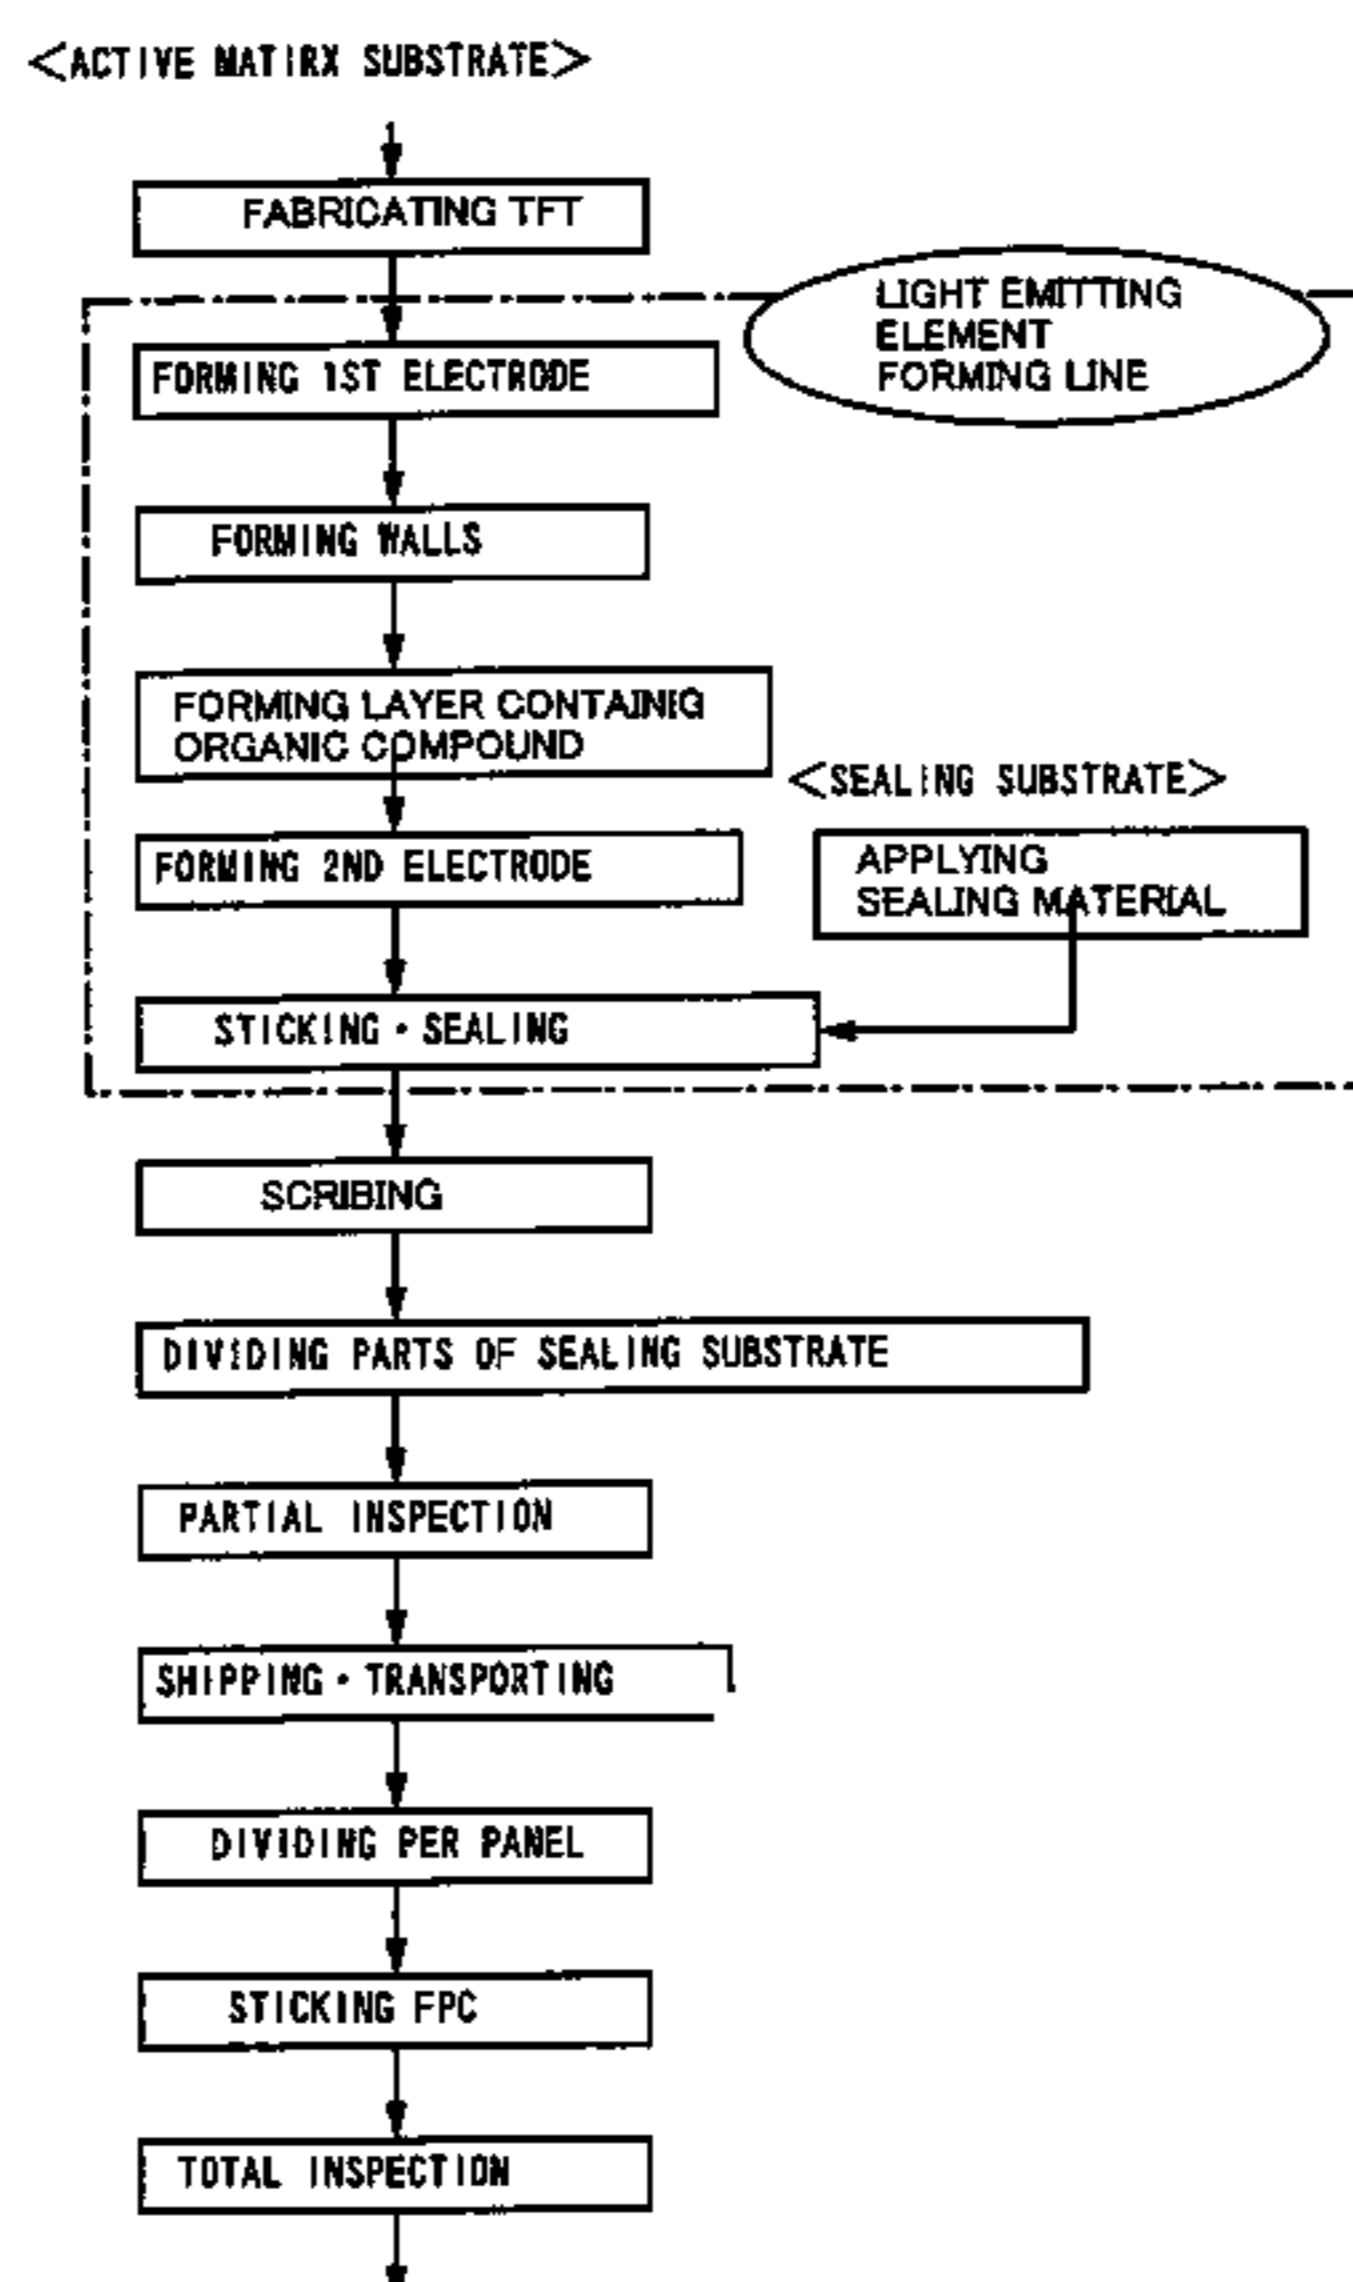 <ACTIVE MATIRX SUBSTRATE>
FABRICATING TFT
LIGHT EMITTING
ELEMENT
FORMING LINE
FORMING 1ST ELECTRODE
FORMING WALLS
FORMING LAYER CONTAINIG
ORGANIC COMPOUND
<SEALING SUBSTRATE>
APPLYING
SEALING MATERIAL
FORMING 2ND ELECTRODE
STICKING・SEALING
SCRIBING
DIVIDING PARTS OF SEALING SUBSTRATE
PARTIAL INSPECTION
SHIPPING・TRANSPORTING
DIVIDING PER PANEL
STICKING FPC
TOTAL INSPECTION